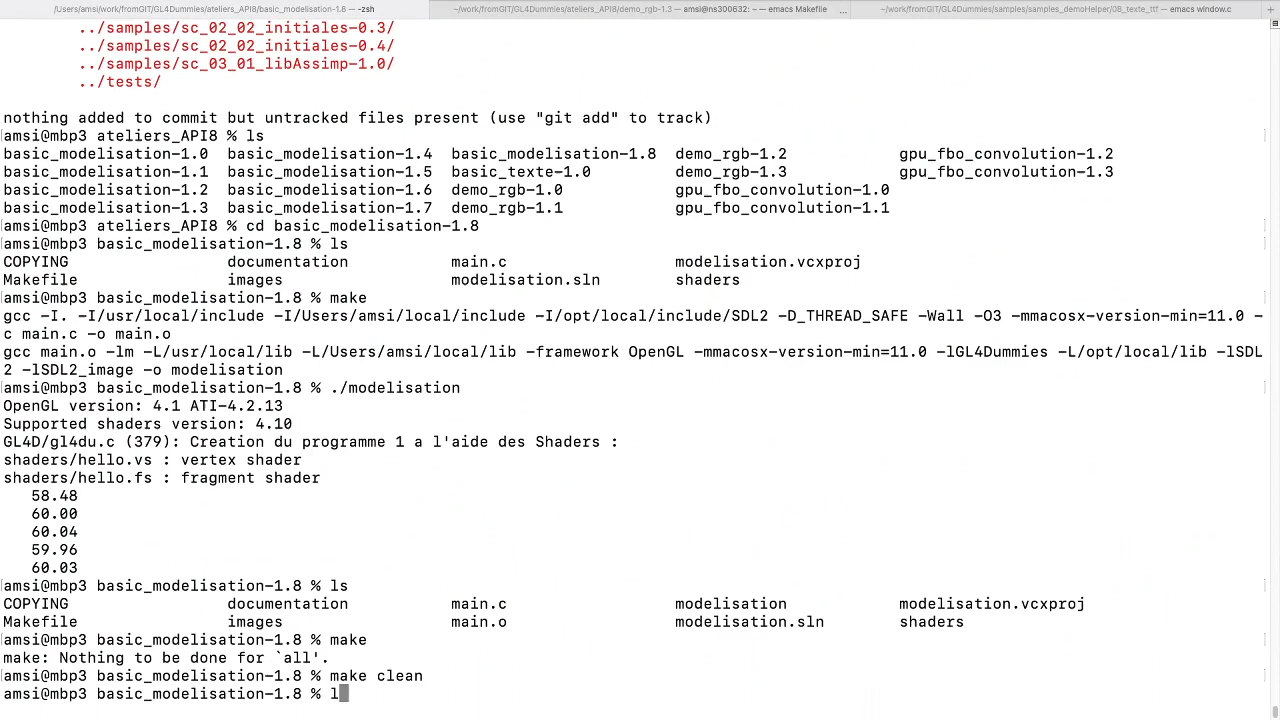 /Users/amsi/work/fromGIT/GL4Dummies/ateliers_API8/basic_modelisation-1.8 — -zsh
~/work/fromGIT/GL4Dummies/ateliers_API8/demo_rgb-1.3 — amsi@ns300632: ~ — emacs Makefile ...
~/work/fromGIT/GL4Dummies/samples/samples_demoHelper/08_texte_ttf — emacs window.c
../samples/sc_02_02_initiales-0.3/
../samples/sc_02_02_initiales-0.4/
../samples/sc_03_01_libAssimp-1.0/
../tests/
nothing added to commit but untracked files present (use "git add" to track)
amsi@mbp3 ateliers_API8 % ls
basic_modelisation-1.0 basic_modelisation-1.4 basic_modelisation-1.8 demo_rgb-1.2 gpu_fbo_convolution-1.2
basic_modelisation-1.1 basic_modelisation-1.5 basic_texte-1.0 demo_rgb-1.3 gpu_fbo_convolution-1.3
basic_modelisation-1.2 basic_modelisation-1.6 demo_rgb-1.0 gpu_fbo_convolution-1.0
basic_modelisation-1.3 basic_modelisation-1.7 demo_rgb-1.1 gpu_fbo_convolution-1.1
amsi@mbp3 ateliers_API8 % cd basic_modelisation-1.8
amsi@mbp3 basic_modelisation-1.8 % ls
COPYING documentation main.c modelisation.vcxproj
Makefile images modelisation.sln shaders
amsi@mbp3 basic_modelisation-1.8 % make
gcc -I. -I/usr/local/include -I/Users/amsi/local/include -I/opt/local/include/SDL2 -D_THREAD_SAFE -Wall -O3 -mmacosx-version-min=11.0 -
c main.c -o main.o
gcc main.o -lm -L/usr/local/lib -L/Users/amsi/local/lib -framework OpenGL -mmacosx-version-min=11.0 -lGL4Dummies -L/opt/local/lib -lSDL
2 -lSDL2_image -o modelisation
amsi@mbp3 basic_modelisation-1.8 % ./modelisation
OpenGL version: 4.1 ATI-4.2.13
Supported shaders version: 4.10
GL4D/gl4du.c (379): Creation du programme 1 a l'aide des Shaders :
shaders/hello.vs : vertex shader
shaders/hello.fs : fragment shader
58.48
60.00
60.04
59.96
60.03
amsi@mbp3 basic_modelisation-1.8 % ls
COPYING documentation main.c modelisation modelisation.vcxproj
Makefile images main.o modelisation.sln shaders
amsi@mbp3 basic_modelisation-1.8 % make
make: Nothing to be done for `all'.
amsi@mbp3 basic_modelisation-1.8 % make clean
amsi@mbp3 basic_modelisation-1.8 % l